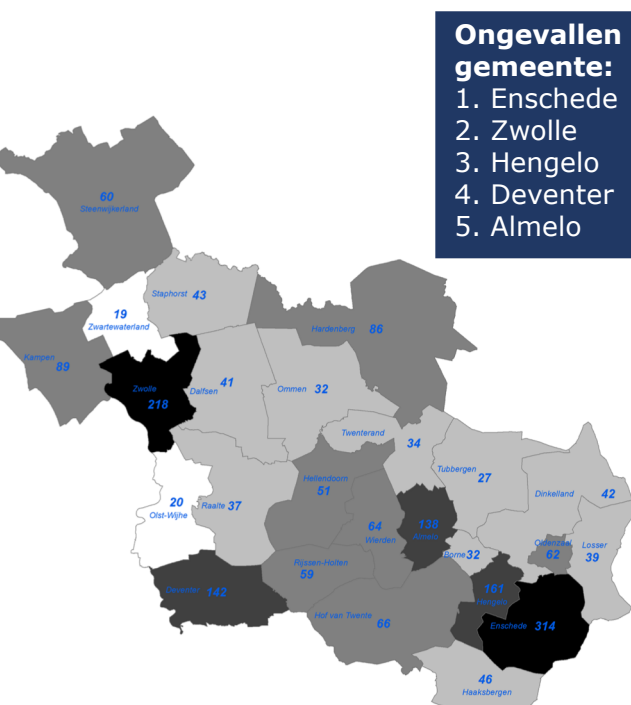 Ongevallen
gemeente:
1. Enschede
2. Zwolle
3. Hengelo
4. Deventer
5. Almelo
60
Steenwijkerland
Staphorst 43
19
Zwartewaterland
Hardenberg 86
Kampen
89
Zwolle
218
Dalfsen 41
Ommen 32
Twenterand 34
Tubbergen
27
Dinkelland 42
Hellendoorn
51
20
Olst-Wijhe
Raalte 37
64
Wierden
138
Almelo
Borne 32
Oldenzaal
62
Losser
39
Rijssen-Holten
59
Deventer 142
161
Hengelo
Hof van Twente
66
Enschede 314
46
Haaksbergen